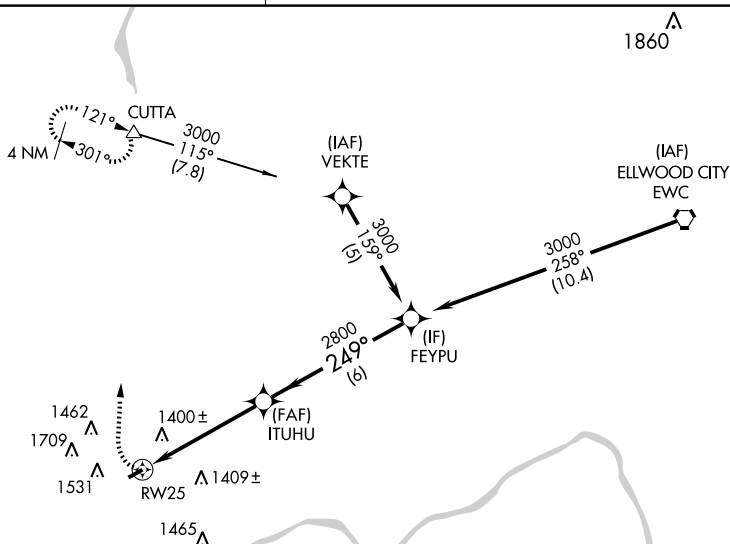 1860
CUTTA
121°
301°
4 NM
3000
115°
(7.8)
(IAF)
VEKTE
(IAF)
ELLWOOD CITY
EWC
3000
159°
(5)
3000
258°
(10.4)
2800
249°
(6)
(IF)
FEYPU
(FAF)
ITUHU
1462
1400±
1709
1531
RW25
1409±
1465